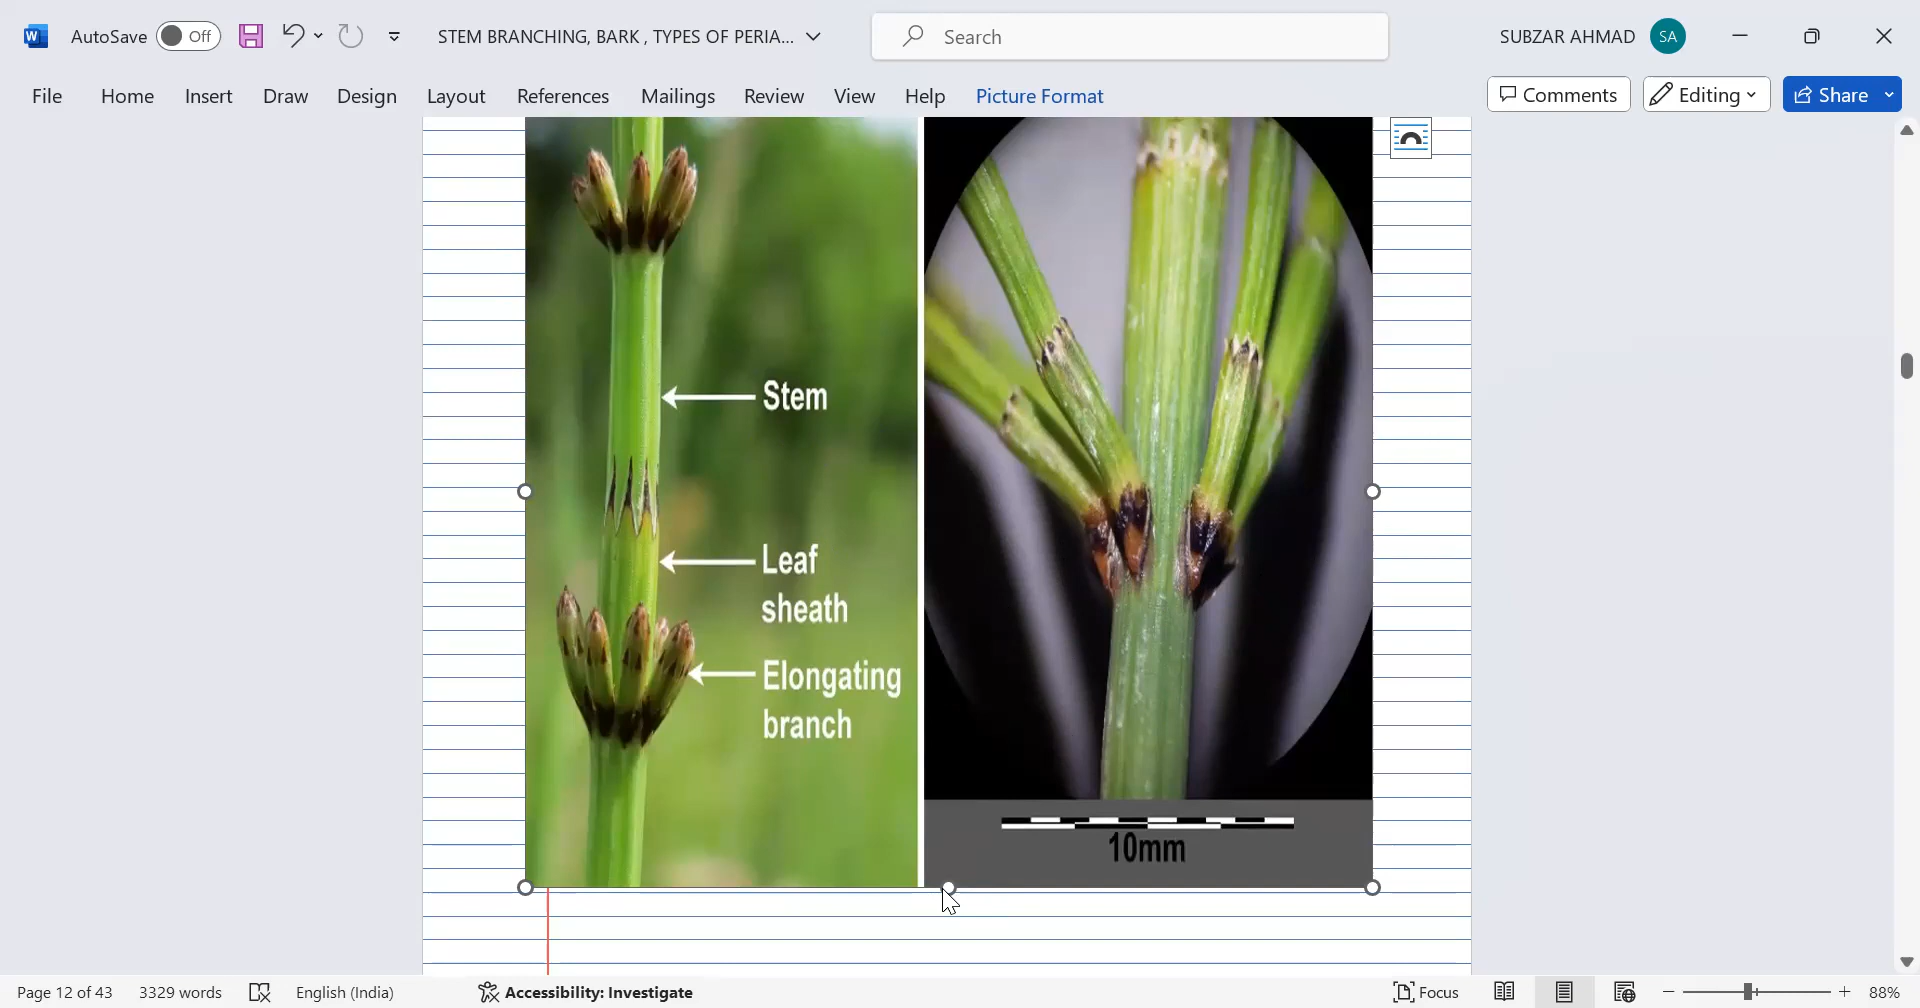 AutoSave Off STEM BRANCHING, BARK , TYPES OF PERIA... Search SUBZAR AHMAD SA
File Home Insert Draw Design Layout References Mailings Review View Help Picture Format Comments Editing Share
Stem
Leaf
sheath
Elongating
branch
10mm
Page 12 of 43 3329 words English (India) Accessibility: Investigate Focus 88%